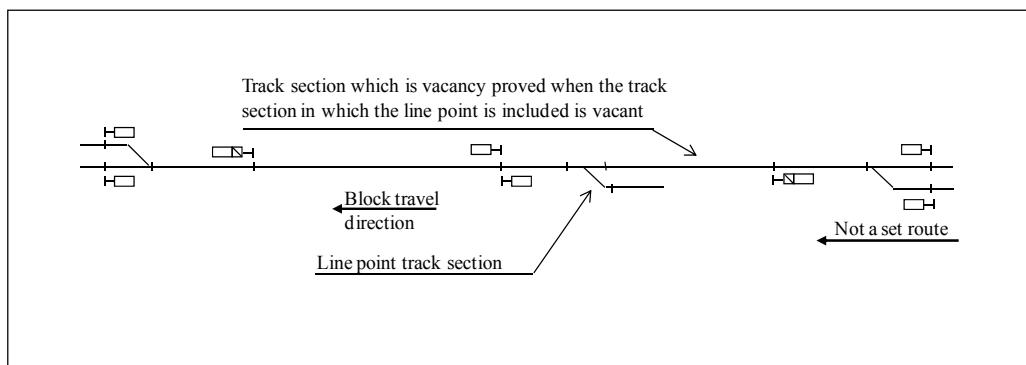 Track section which is vacancy proved when the track
section in which the line point is included is vacant
Block travel
direction
Not a set route
Line point track section